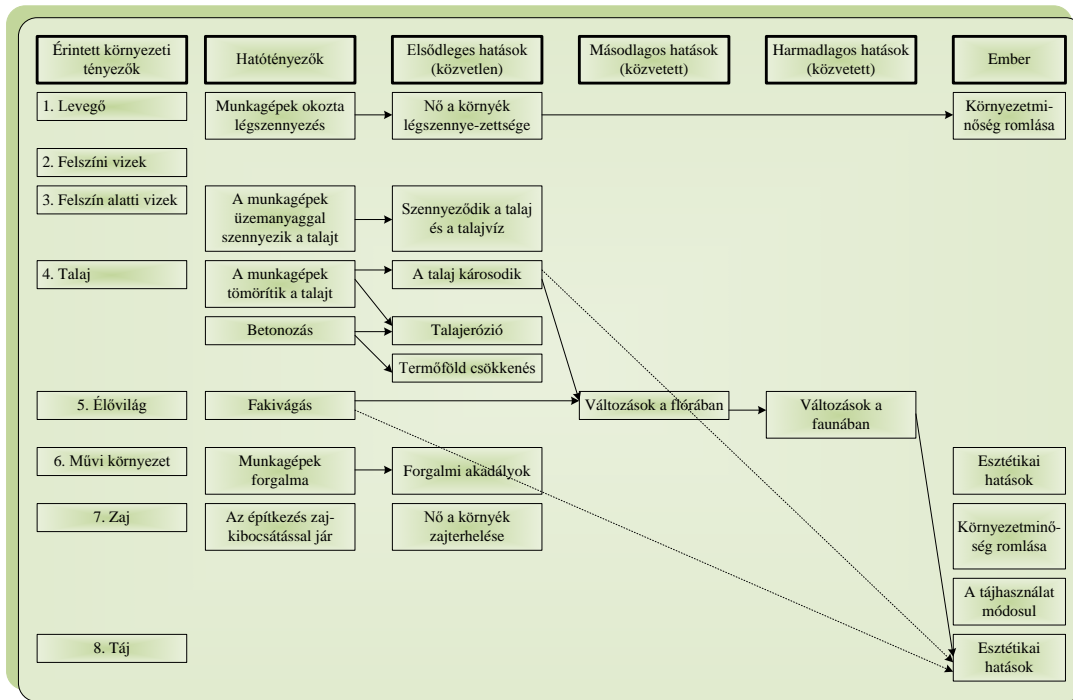 Érintett környezeti
tényezők
Hatótényezők
Elsődleges hatások
(közvetlen)
Másodlagos hatások
(közvetett)
Harmadlagos hatások
(közvetett)
Ember
1. Levegő
Munkagépek okozta
légszennyezés
Nő a környék
légszennye-zettsége
Környezetmi-
nőség romlása
2. Felszíni vizek
3. Felszín alatti vizek
A munkagépek
üzemanyaggal
szennyezik a talajt
Szennyeződik a talaj
és a talajvíz
4. Talaj
A munkagépek
tömörítik a talajt
A talaj károsodik
Betonozás
Talajerózió
Termőföld csökkenés
5. Élővilág
Fakivágás
Változások a flórában
Változások a
faunában
6. Művi környezet
Munkagépek
forgalma
Forgalmi akadályok
Esztétikai
hatások
7. Zaj
Az építkezés zaj-
kibocsátással jár
Nő a környék
zajterhelése
Környezetminő-
ség romlása
A tájhasználat
módosul
8. Táj
Esztétikai
hatások